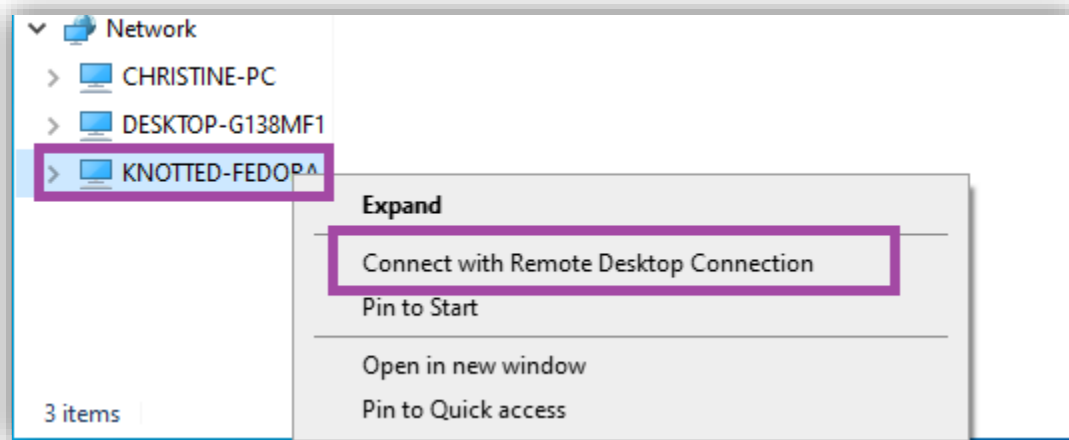 Network
CHRISTINE-PC
DESKTOP-G138MF1
KNOTTED-FEDORA
Expand
Connect with Remote Desktop Connection
Pin to Start
Open in new window
Pin to Quick access
3 items